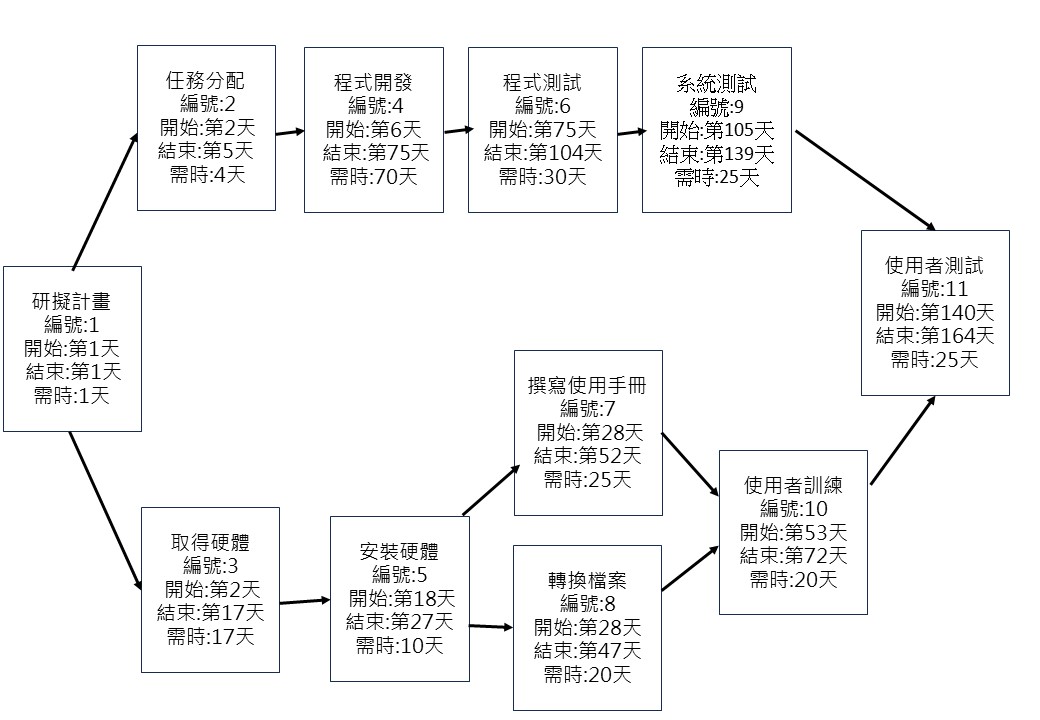 任務分配
編號:2
開始:第2天
結束:第5天
需時:4天
程式開發
編號:4
開始:第6天
結束:第75天
需時:70天
程式測試
編號:6
開始:第75天
結束:第104天
需時:30天
系統測試
編號:9
開始:第105天
結束:第139天
需時:25天
使用者測試
編號:11
開始:第140天
結束:第164天
需時:25天
研擬計畫
編號:1
開始:第1天
結束:第1天
需時:1天
撰寫使用手冊
編號:7
開始:第28天
結束:第52天
需時:25天
使用者訓練
編號:10
開始:第53天
結束:第72天
需時:20天
取得硬體
編號:3
開始:第2天
結束:第17天
需時:17天
安裝硬體
編號:5
開始:第18天
結束:第27天
需時:10天
轉換檔案
編號:8
開始:第28天
結束:第47天
需時:20天